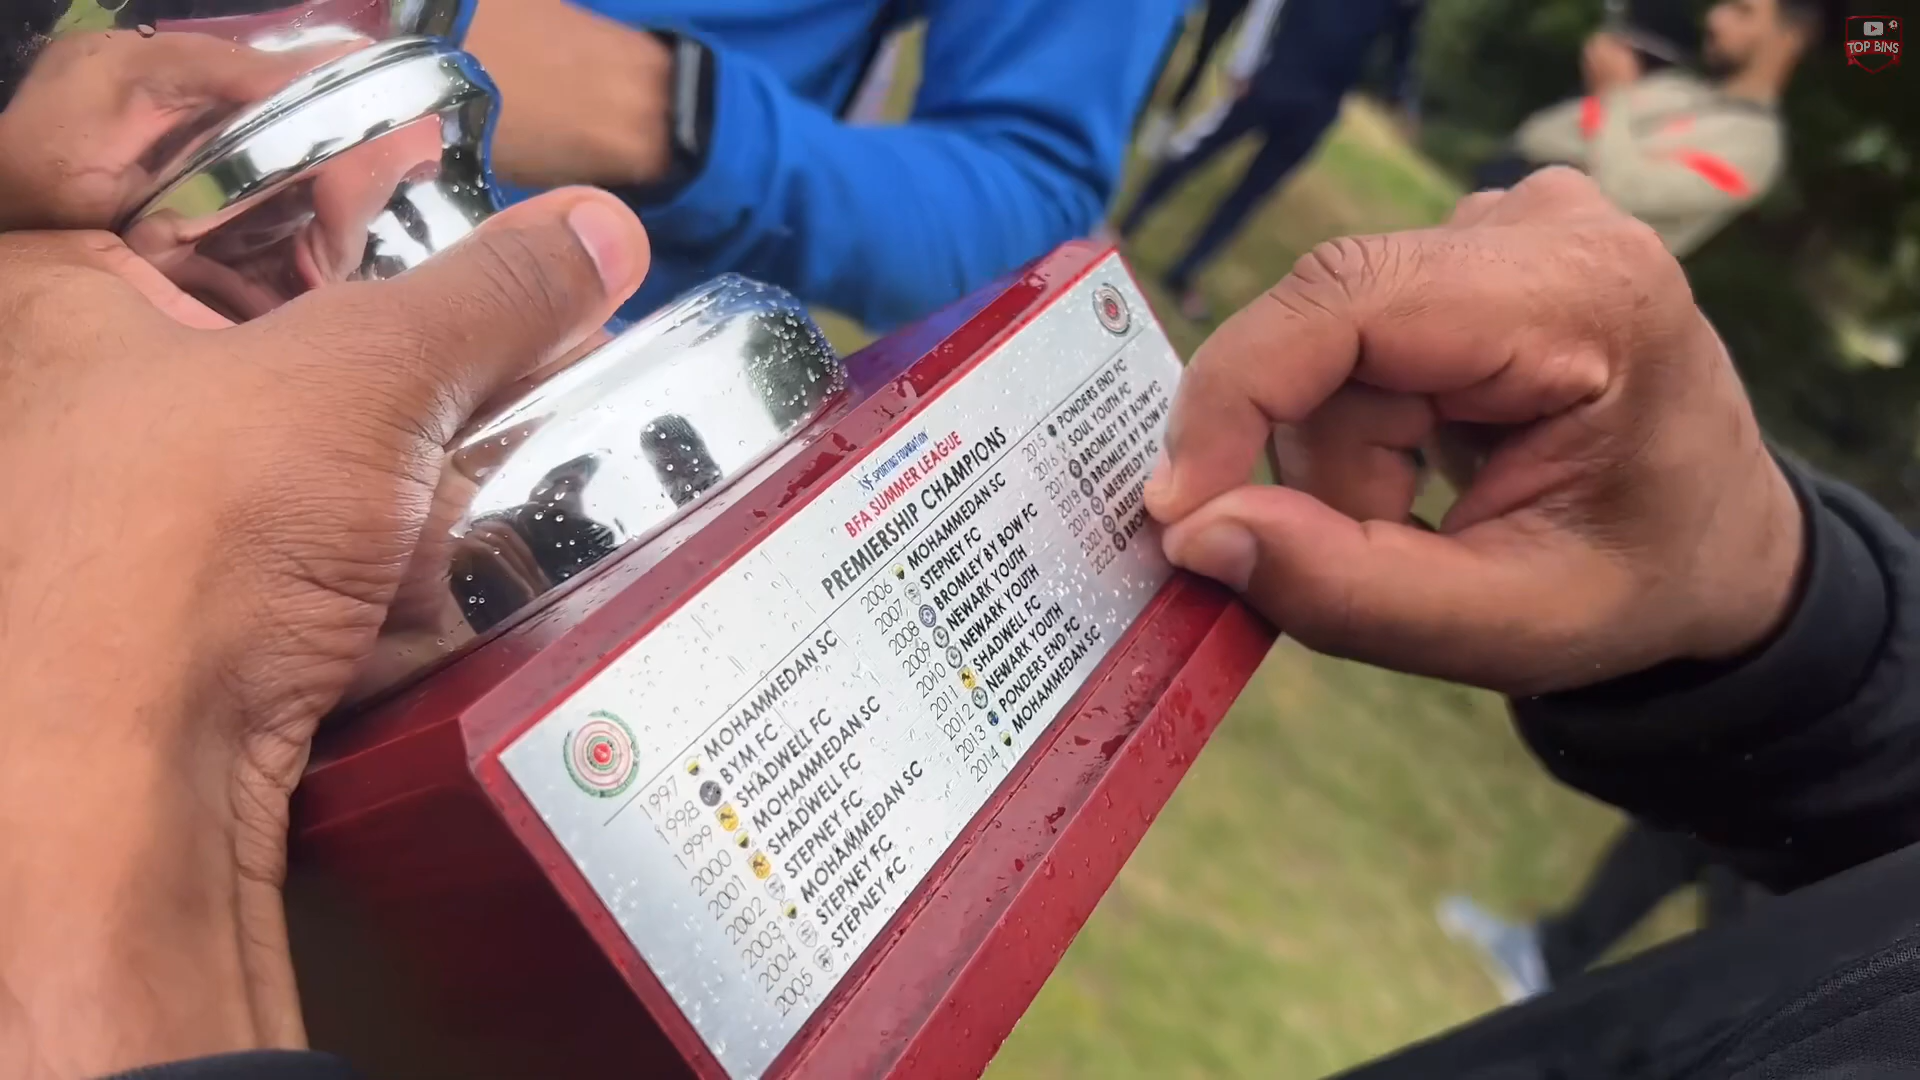 TOP BINS
SPORTING FOUNDATION
BFA SUMMER LEAGUE
PREMIERSHIP CHAMPIONS
1997 MOHAMMEDAN SC
1998 BY.M FC
1999 SHADWELL FC
2000 MOHAMMEDAN SC
2001 SHADWELL FC
2002 STEPNEY FC
2003 MOHAMMEDAN SC
2004 STEPNEY FC
2005 STEPNEY FC
2006 MOHAMMEDAN SC
2007 STEPNEY FC
2008 BROMLEY BY BOW FC
2009 NEWARK YOUTH
2010 NEWARK YOUTH
2011 SHADWELL FC
2012 NEWARK YOUTH
2013 PONDERS END FC
2014 MOHAMMEDAN SC
2015 PONDERS END FC
2016 SOUL YOUTH FC
2017 BROMLEY BY BOW FC
2018 BROMLEY BY BOW FC
2019 ABERFELDY FC
2021
2022